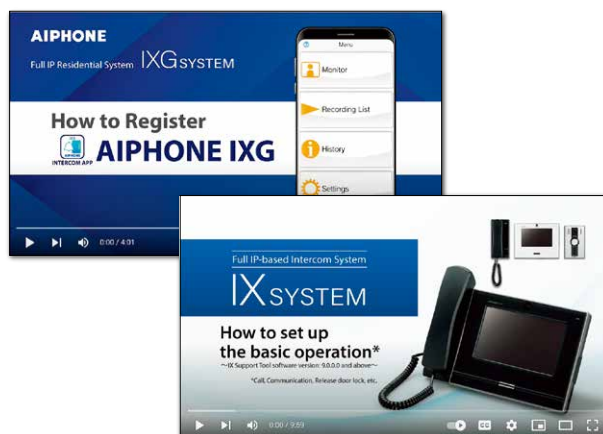 AIPHONE
Full IP Residential System IXG SYSTEM
How to Register
INTERCOM APP
AIPHONE IXG
Menu
Monitor
Recording List
History
Settings
0:00 / 4:01
Full IP-based Intercom System
IX SYSTEM
How to set up
the basic operation*
~IX Support Tool software version: 9.0.0.0 and above~
*Call, Communication, Release door lock, etc.
0:00 / 9:59
CC